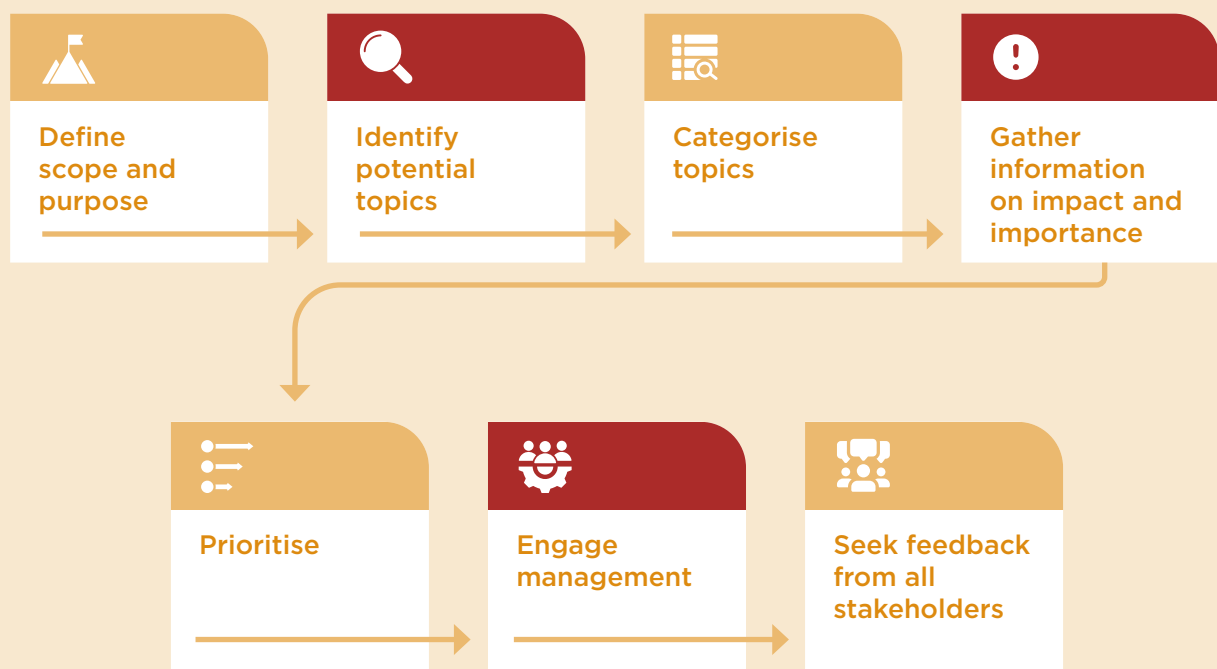 Define
scope and
purpose
Identify
potential
topics
Categorise
topics
Gather
information
on impact and
importance
Prioritise
Engage
management
Seek feedback
from all
stakeholders